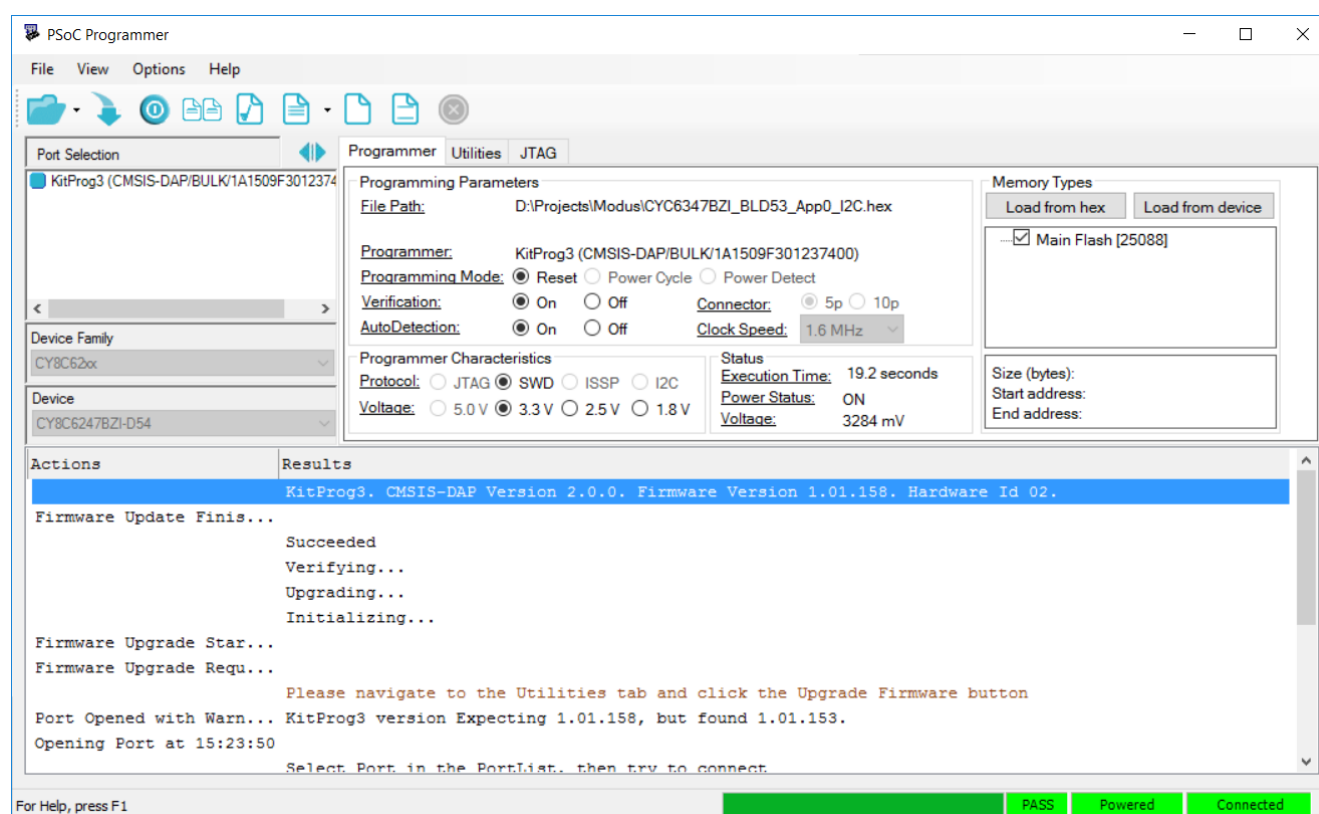 PSoC Programmer
File View Options Help
Port Selection
KitProg3 (CMSIS-DAP/BULK/1A1509F3012374
Device Family
CY8C62xx
Device
CY8C6247BZI-D54
Programmer Utilities JTAG
Programming Parameters
File Path: D:\Projects\Modus\CYC6347BZI_BLD53_App0_I2C.hex
Programmer: KitProg3 (CMSIS-DAP/BULK/1A1509F301237400)
Programming Mode: Reset Power Cycle Power Detect
Verification: On Off Connector: 5p 10p
AutoDetection: On Off Clock Speed: 1.6 MHz
Programmer Characteristics
Protocol: JTAG SWD ISSP I2C
Voltage: 5.0 V 3.3 V 2.5 V 1.8 V
Status
Execution Time: 19.2 seconds
Power Status: ON
Voltage: 3284 mV
Memory Types
Load from hex Load from device
Main Flash [25088]
Size (bytes):
Start address:
End address:
Actions Results
KitProg3. CMSIS-DAP Version 2.0.0. Firmware Version 1.01.158. Hardware Id 02.
Firmware Update Finis...
Succeeded
Verifying...
Upgrading...
Initializing...
Firmware Upgrade Star...
Firmware Upgrade Requ...
Please navigate to the Utilities tab and click the Upgrade Firmware button
Port Opened with Warn... KitProg3 version Expecting 1.01.158, but found 1.01.153.
Opening Port at 15:23:50
Select Port in the PortList, then try to connect
For Help, press F1 PASS Powered Connected